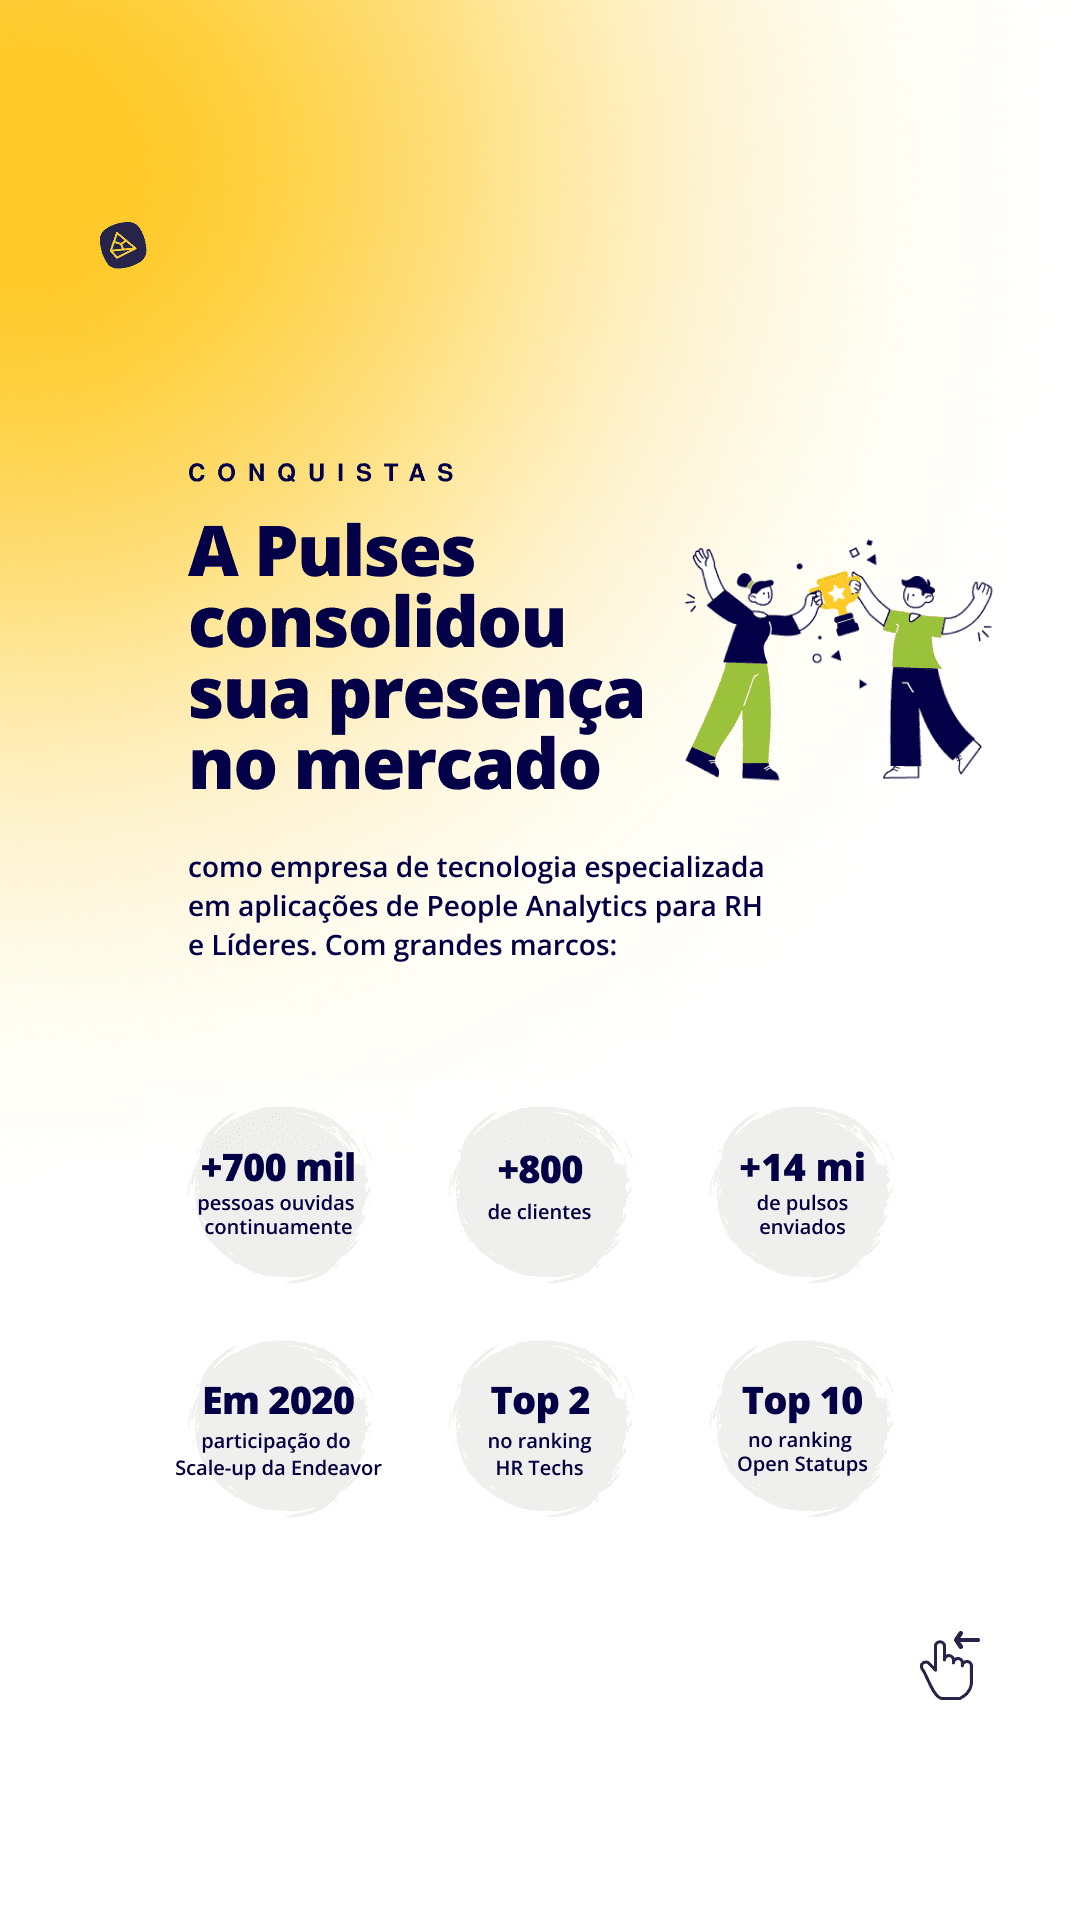 CONQUISTAS
A Pulses
consolidou
sua presença
no mercado
como empresa de tecnologia especializada
em aplicações de People Analytics para RH
e Líderes. Com grandes marcos:
+700 mil
pessoas ouvidas
continuamente
+800
de clientes
+14 mi
de pulsos
enviados
Em 2020
participação do
Scale-up da Endeavor
Top 2
no ranking
HR Techs
Top 10
no ranking
Open Statups